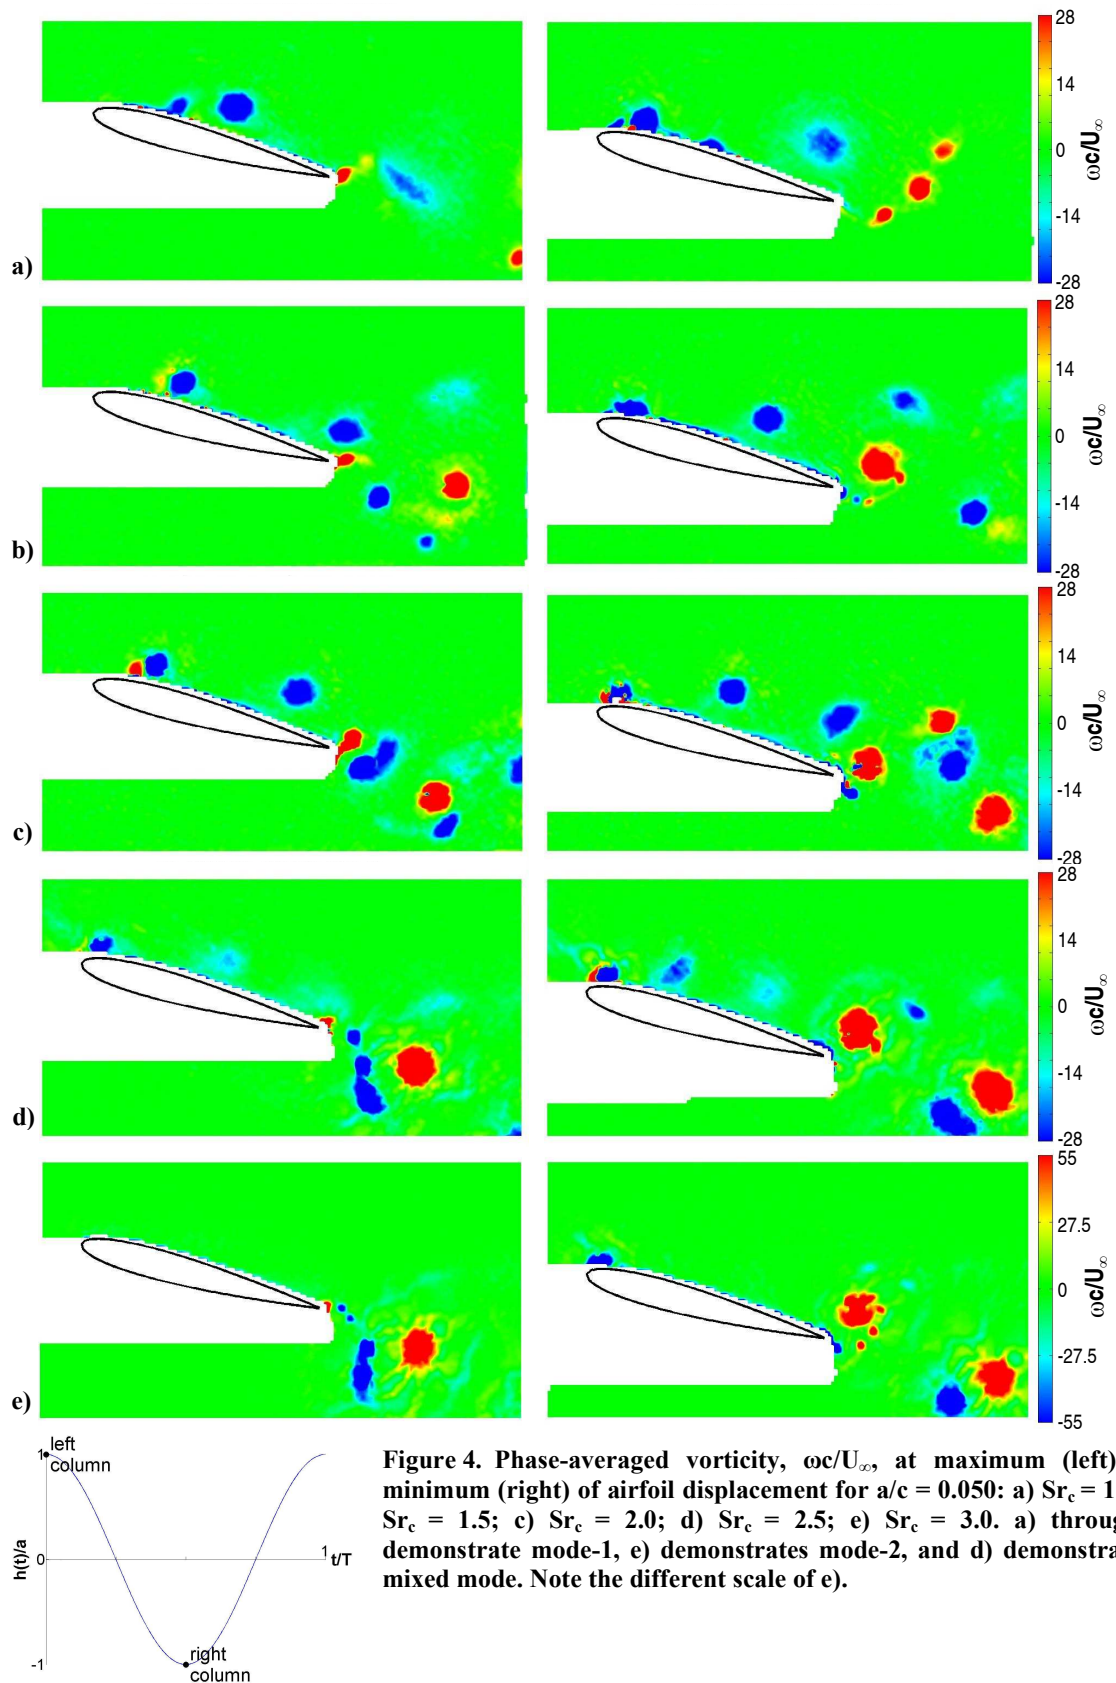 28
14
0
-14
-28
ωc/U∞
a)
28
14
0
-14
-28
ωc/U∞
b)
28
14
0
-14
-28
ωc/U∞
c)
28
14
0
-14
-28
ωc/U∞
d)
55
27.5
0
-27.5
-55
ωc/U∞
e)
1
left
column
0
h(t)/a
1
t/T
-1
right
column
Figure 4. Phase-averaged vorticity, ωc/U∞, at maximum (left)
minimum (right) of airfoil displacement for a/c = 0.050: a) Src = 1
Src = 1.5; c) Src = 2.0; d) Src = 2.5; e) Src = 3.0. a) throug
demonstrate mode-1, e) demonstrates mode-2, and d) demonstra
mixed mode. Note the different scale of e).